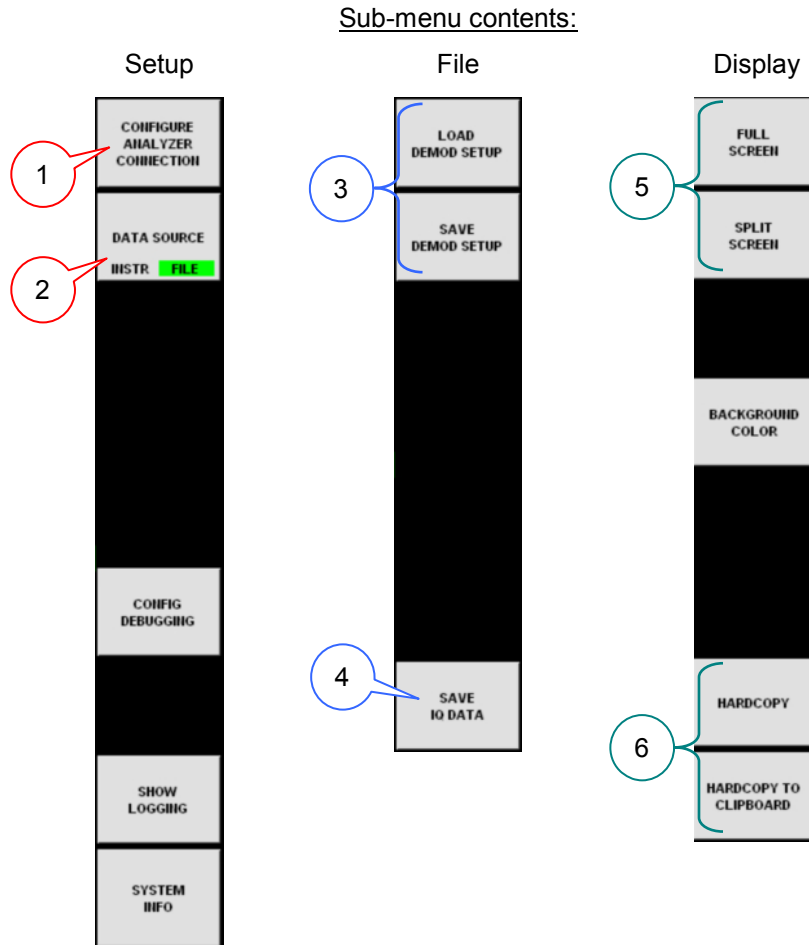 Sub-menu contents:
Setup
CONFIGURE
ANALYZER
CONNECTION
1
DATA SOURCE
INSTR FILE
2
CONFIG
DEBUGGING
SHOW
LOGGING
SYSTEM
INFO
File
LOAD
DEMOD SETUP
3
SAVE
DEMOD SETUP
4
SAVE
IQ DATA
Display
FULL
SCREEN
5
SPLIT
SCREEN
BACKGROUND
COLOR
HARDCOPY
6
HARDCOPY TO
CLIPBOARD